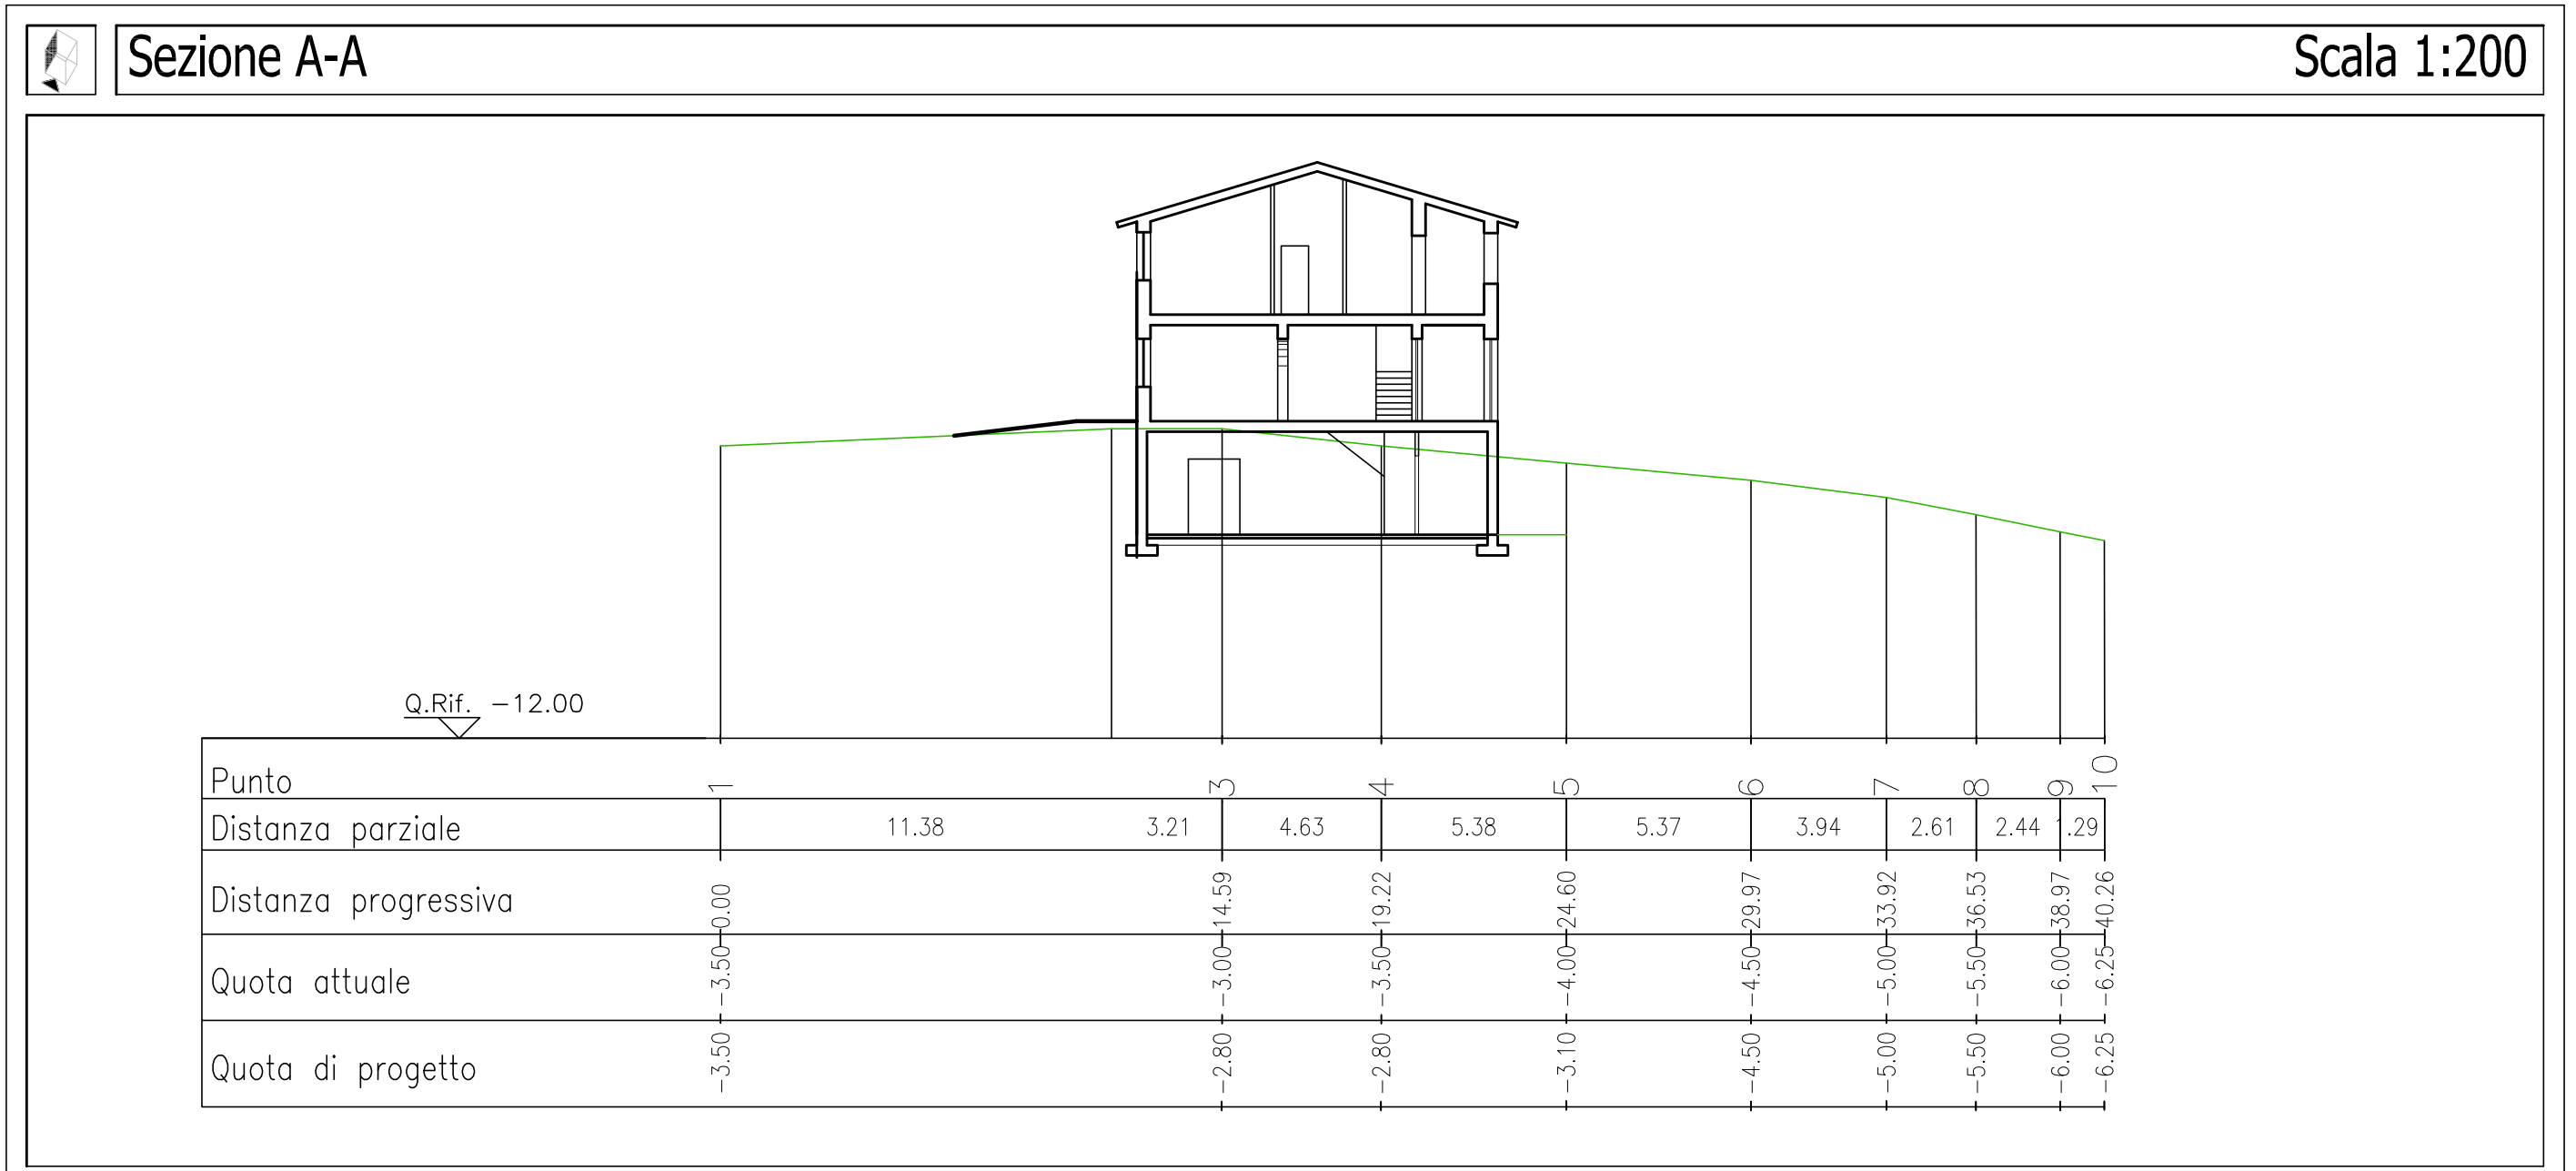 Sezione A-A
Scala 1:200
Q.Rif. -12.00
Punto 1 3 4 5 6 7 8 9 10
Distanza parziale 11.38 3.21 4.63 5.38 5.37 3.94 2.61 2.44 1.29
Distanza progressiva 0.00 14.59 19.22 24.60 29.97 33.92 36.53 38.97 40.26
Quota attuale -3.50 -3.00 -3.50 -4.00 -4.50 -5.00 -5.50 -6.00 -6.25
Quota di progetto -3.50 -2.80 -2.80 -3.10 -4.50 -5.00 -5.50 -6.00 -6.25